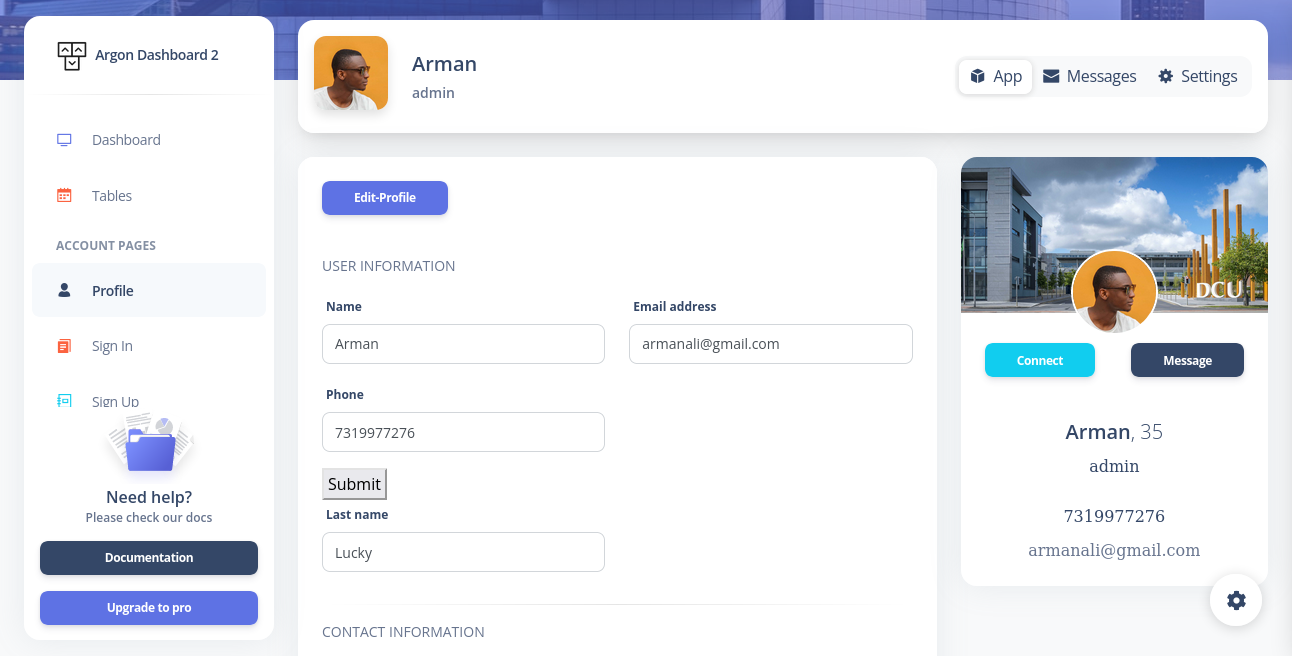 Argon Dashboard 2
Dashboard
Tables
ACCOUNT PAGES
Profile
Sign In
Sign Up
Need help?
Please check our docs
Documentation
Upgrade to pro
Arman
admin
App
Messages
Settings
Edit-Profile
USER INFORMATION
Name
Email address
Arman
armanali@gmail.com
Phone
7319977276
Submit
Last name
Lucky
CONTACT INFORMATION
DCU
Connect
Message
Arman, 35
admin
7319977276
armanali@gmail.com